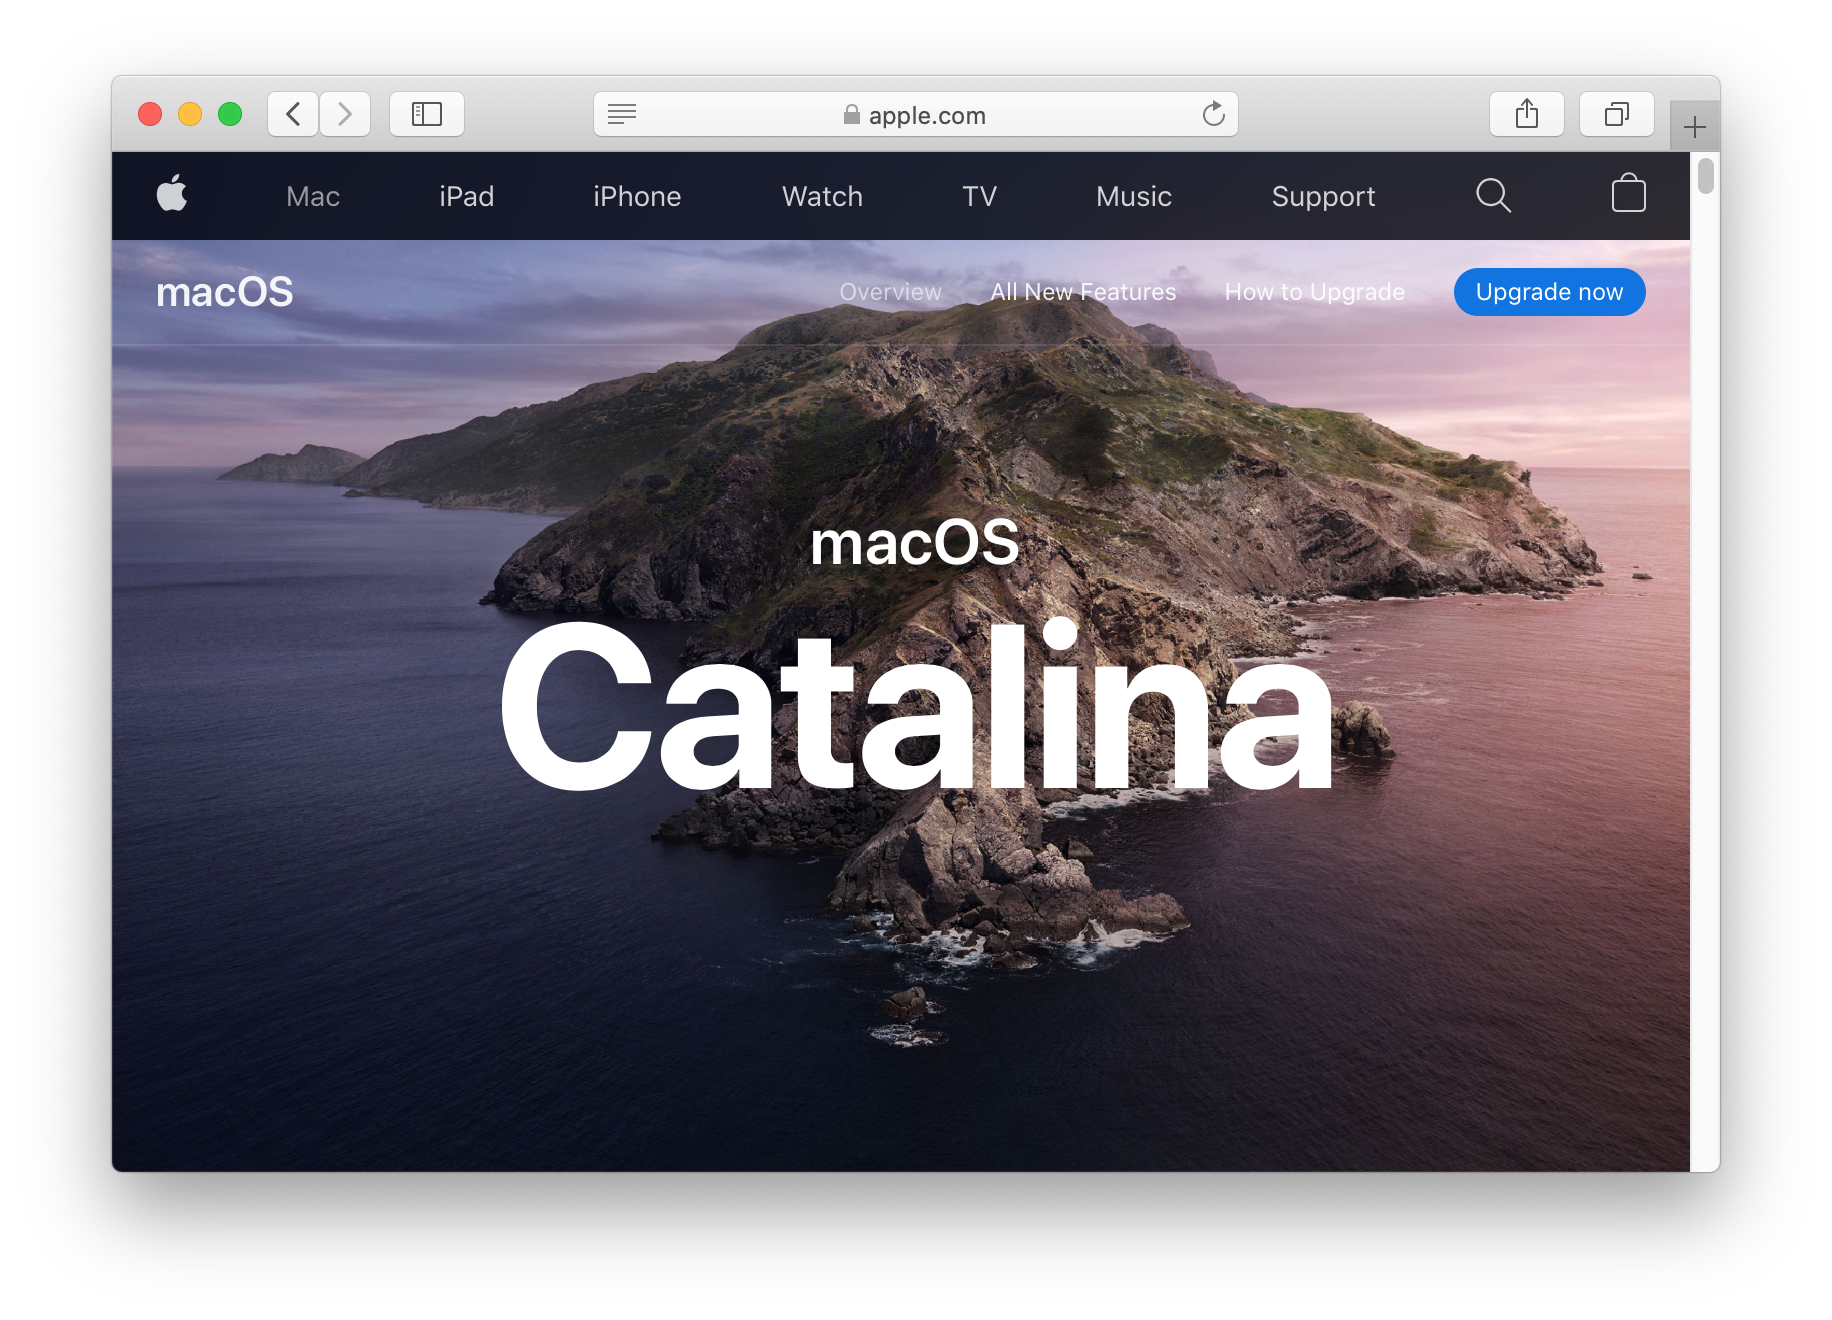 apple.com
Mac iPad iPhone Watch TV Music Support
macOS Overview All New Features How to Upgrade Upgrade now
macOS
Catalina